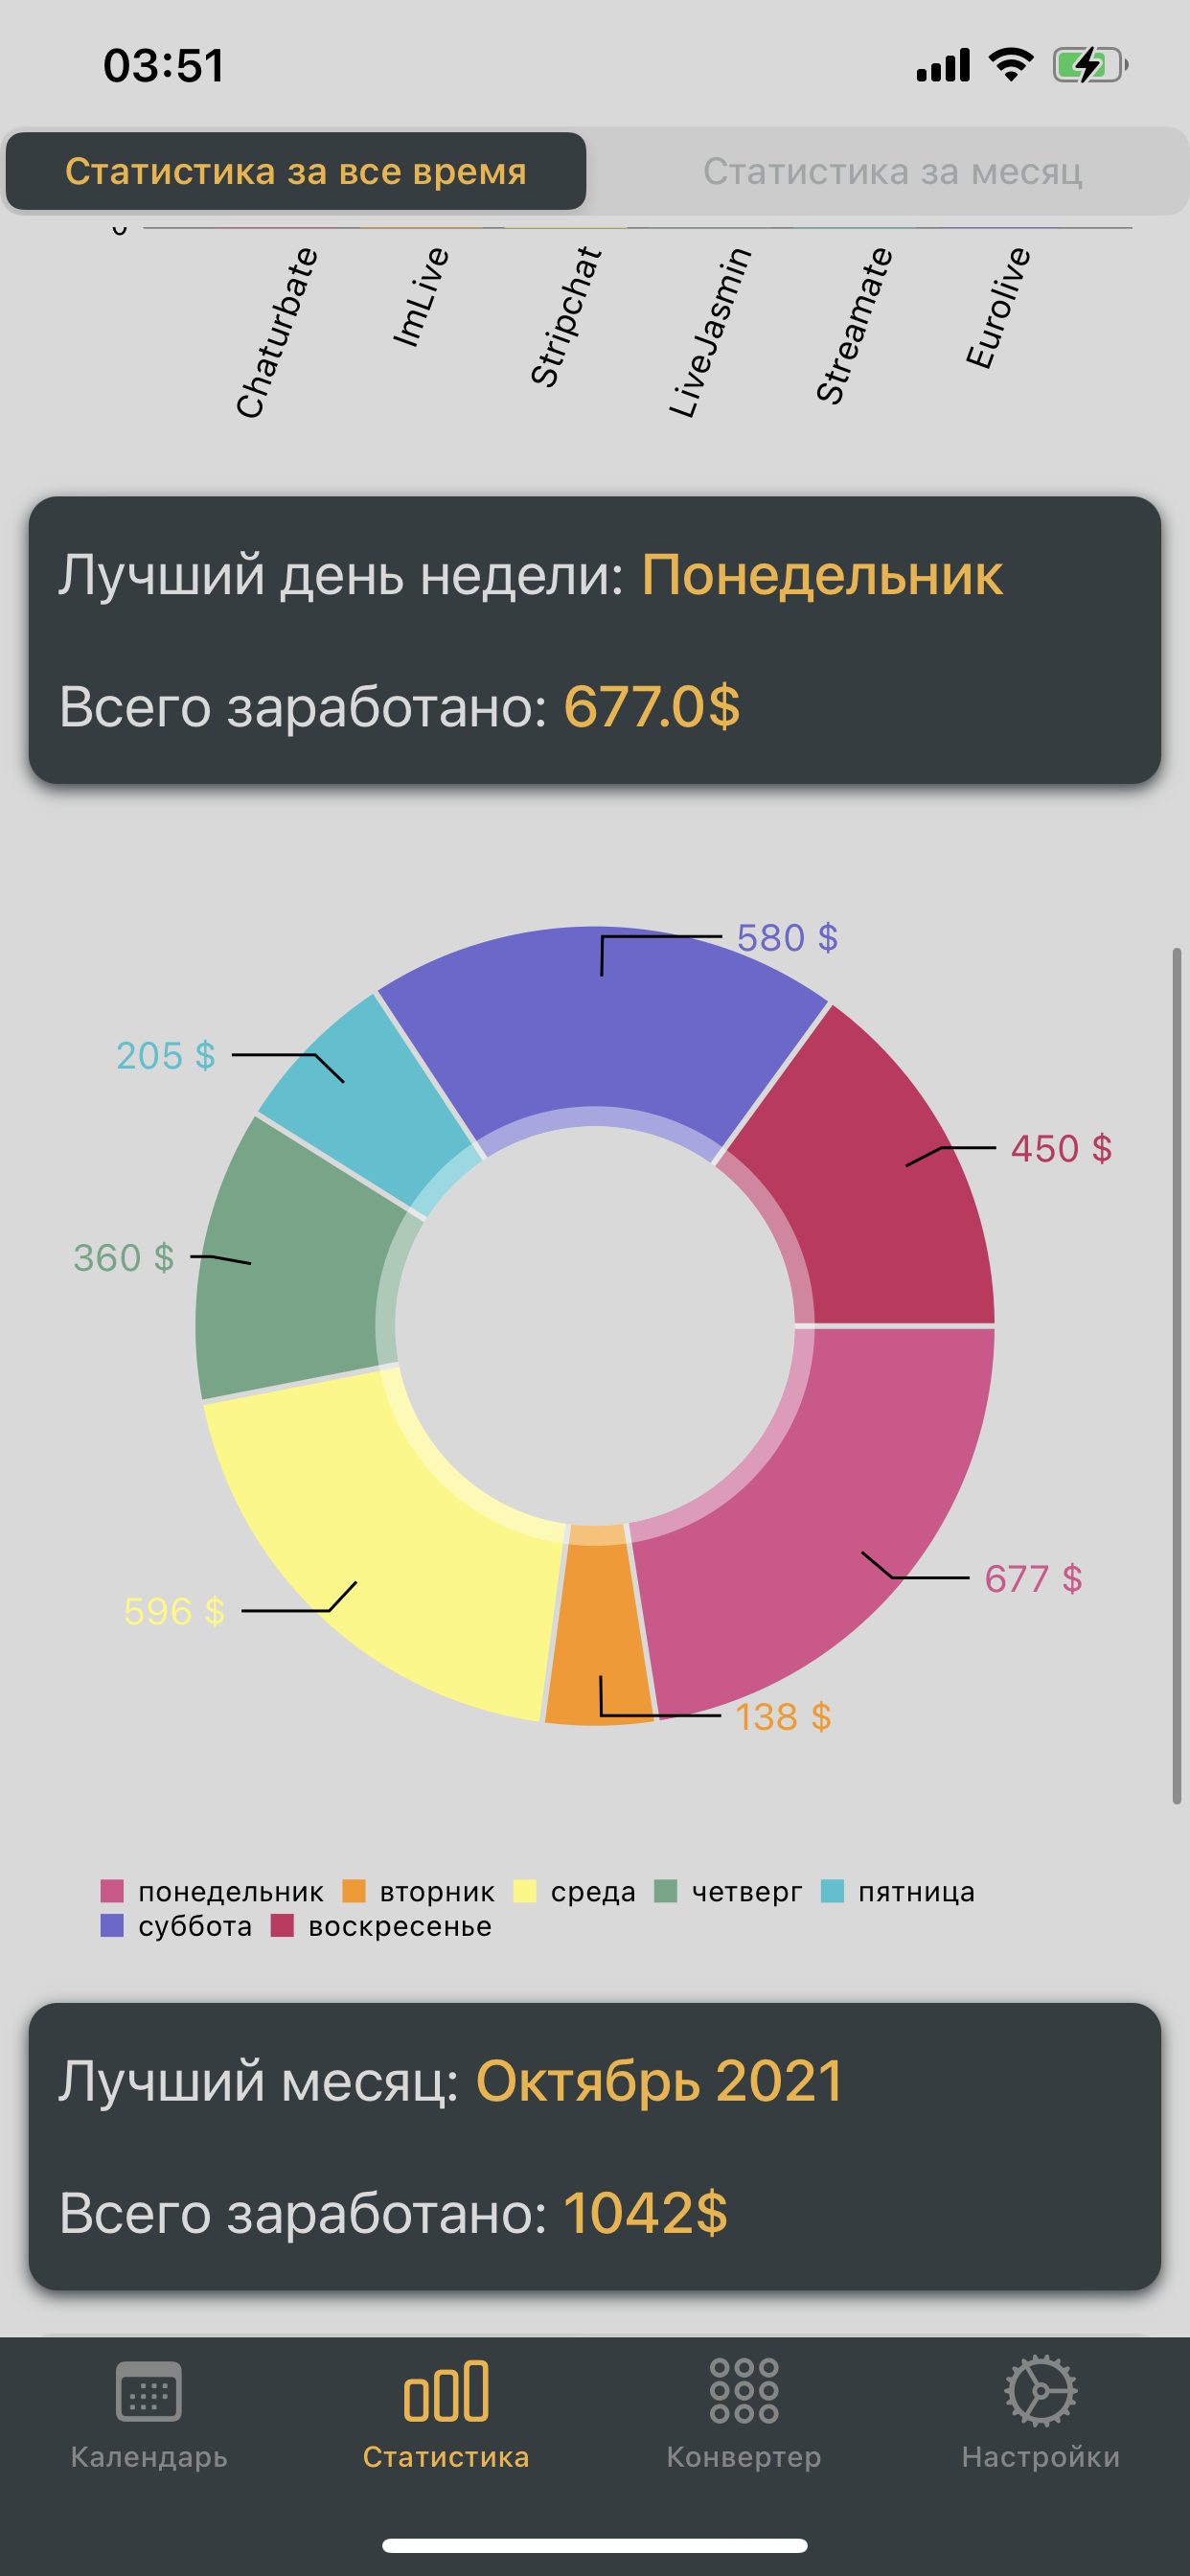 03:51
Статистика за все время
Статистика за месяц
0
Chaturbate
ImLive
Stripchat
LiveJasmin
Streamate
Eurolive
Лучший день недели: Понедельник
Всего заработано: 677.0$
580 $
205 $
450 $
360 $
677 $
596 $
138 $
понедельник вторник среда четверг пятница
суббота воскресенье
Лучший месяц: Октябрь 2021
Всего заработано: 1042$
Календарь
Статистика
Конвертер
Настройки